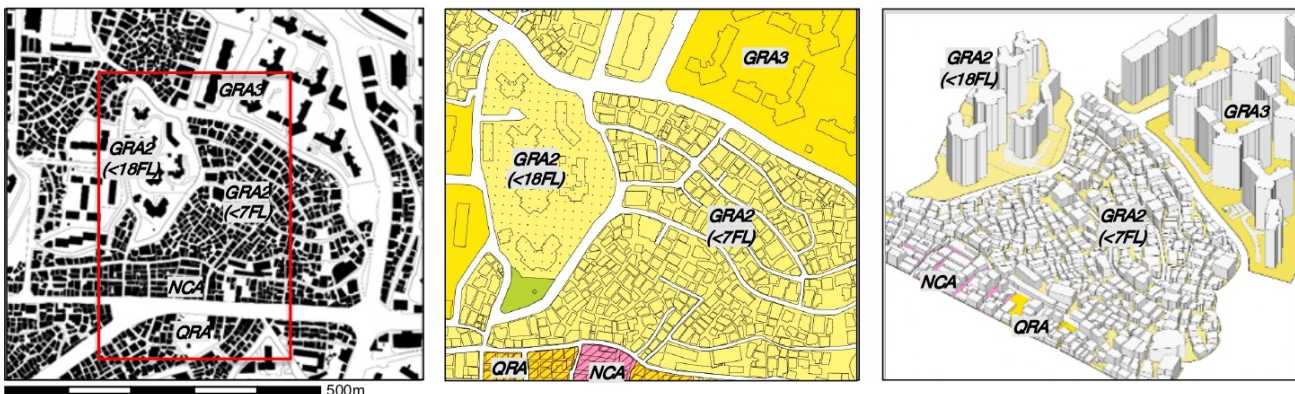 GRA3
GRA2
(<18FL)
GRA2
(<7FL)
NCA
QRA
500m
GRA3
GRA2
(<18FL)
GRA2
(<7FL)
QRA
NCA
GRA2
(<18FL)
GRA3
GRA2
(<7FL)
NCA
QRA